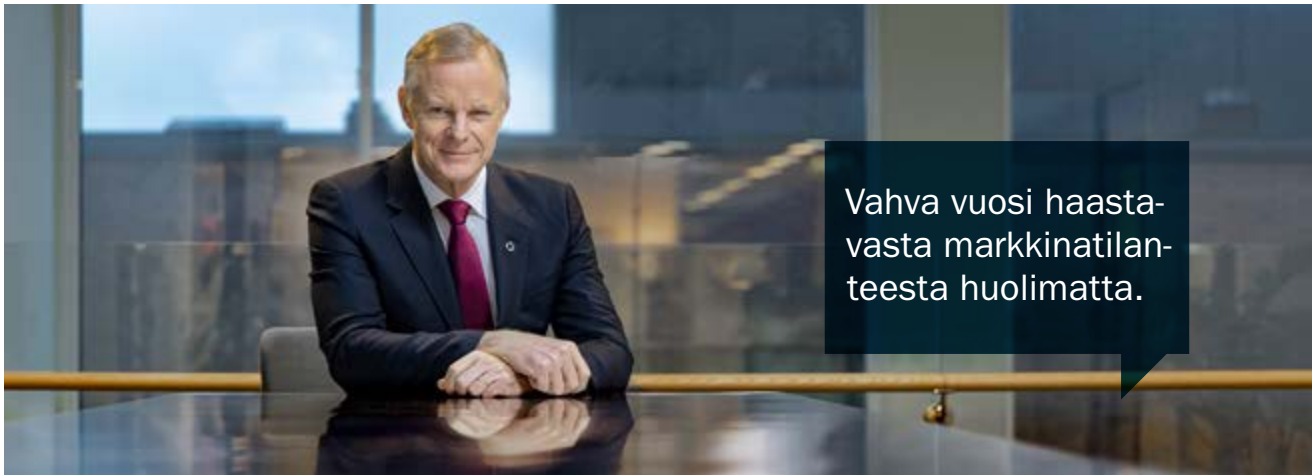 Vahva vuosi haasta-
vasta markkinatilan-
teesta huolimatta.